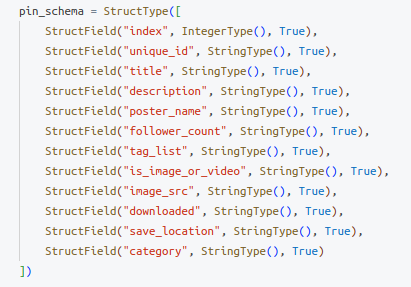 pin_schema = StructType([
    StructField("index", IntegerType(), True),
    StructField("unique_id", StringType(), True),
    StructField("title", StringType(), True),
    StructField("description", StringType(), True),
    StructField("poster_name", StringType(), True),
    StructField("follower_count", StringType(), True),
    StructField("tag_list", StringType(), True),
    StructField("is_image_or_video", StringType(), True),
    StructField("image_src", StringType(), True),
    StructField("downloaded", StringType(), True),
    StructField("save_location", StringType(), True),
    StructField("category", StringType(), True)
])